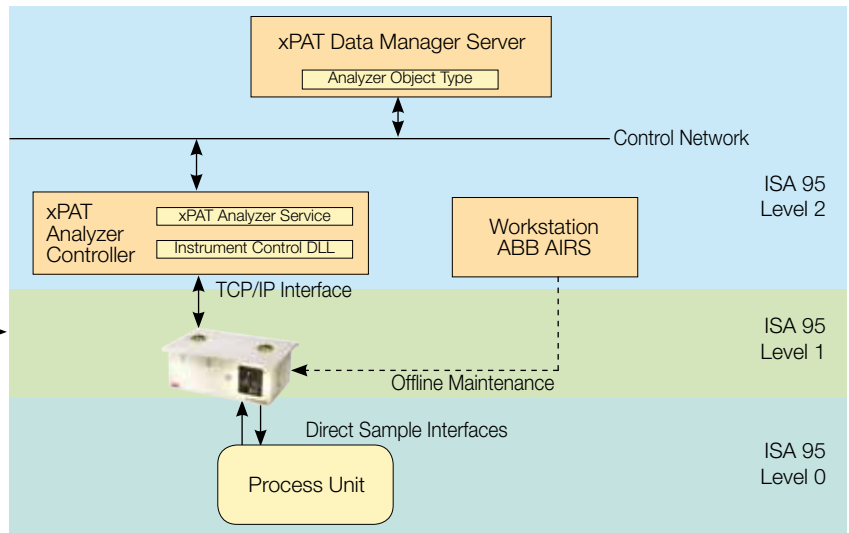 xPAT Data Manager Server
Analyzer Object Type
Control Network
ISA 95
Level 2
xPAT
Analyzer
Controller
xPAT Analyzer Service
Instrument Control DLL
Workstation
ABB AIRS
TCP/IP Interface
ISA 95
Level 1
Offline Maintenance
Direct Sample Interfaces
ISA 95
Level 0
Process Unit